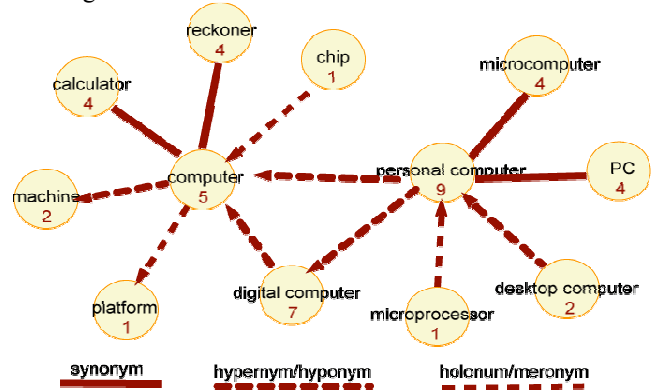 reckoner
4
chip
1
calculator
4
microcomputer
4
computer
5
personal computer
9
PC
4
machine
2
digital computer
7
desktop computer
2
platform
1
microprocessor
1
synonym
hypernym/hyponym
holonum/meronym